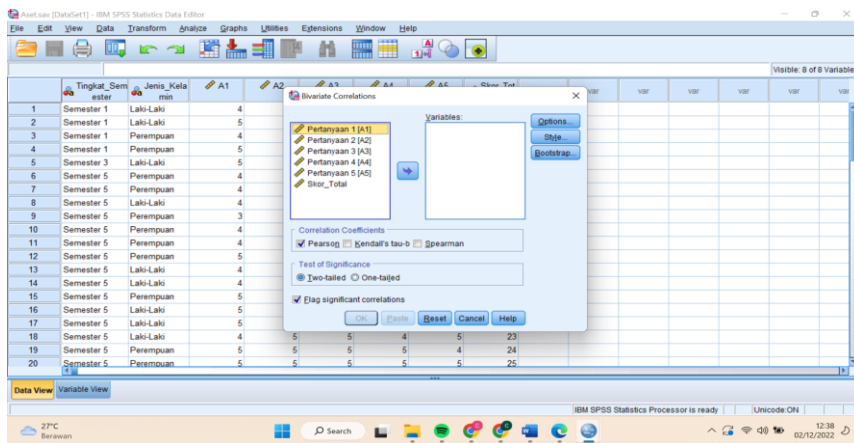 Aset.sav [DataSet1] - IBM SPSS Statistics Data Editor
File Edit View Data Transform Analyze Graphs Utilities Extensions Window Help
Visible: 8 of 8 Variable
Tingkat_Sem ester Jenis_Kela min A1 A2 A3 A4 A5 Skor_Tot var var var var var
1 Semester 1 Laki-Laki 4
2 Semester 1 Laki-Laki 5
3 Semester 1 Perempuan 4
4 Semester 1 Perempuan 5
5 Semester 3 Laki-Laki 5
6 Semester 5 Perempuan 4
7 Semester 5 Perempuan 4
8 Semester 5 Laki-Laki 4
9 Semester 5 Perempuan 3
10 Semester 5 Perempuan 4
11 Semester 5 Perempuan 4
12 Semester 5 Perempuan 5
13 Semester 5 Laki-Laki 4
14 Semester 5 Laki-Laki 4
15 Semester 5 Perempuan 5
16 Semester 5 Laki-Laki 5
17 Semester 5 Laki-Laki 5
18 Semester 5 Laki-Laki 4 5 5 4 5 23
19 Semester 5 Perempuan 5 5 5 5 4 24
20 Semester 5 Perempuan 5 5 5 5 5 25
Bivariate Correlations
Variables:
Pertanyaan 1 [A1]
Pertanyaan 2 [A2]
Pertanyaan 3 [A3]
Pertanyaan 4 [A4]
Pertanyaan 5 [A5]
Skor_Total
Options...
Style...
Bootstrap...
Correlation Coefficients
Pearson Kendall's tau-b Spearman
Test of Significance
Two-tailed One-tailed
Flag significant correlations
OK Paste Reset Cancel Help
Data View Variable View
IBM SPSS Statistics Processor is ready Unicode:ON
27°C
Berawan
Search
12:38
02/12/2022